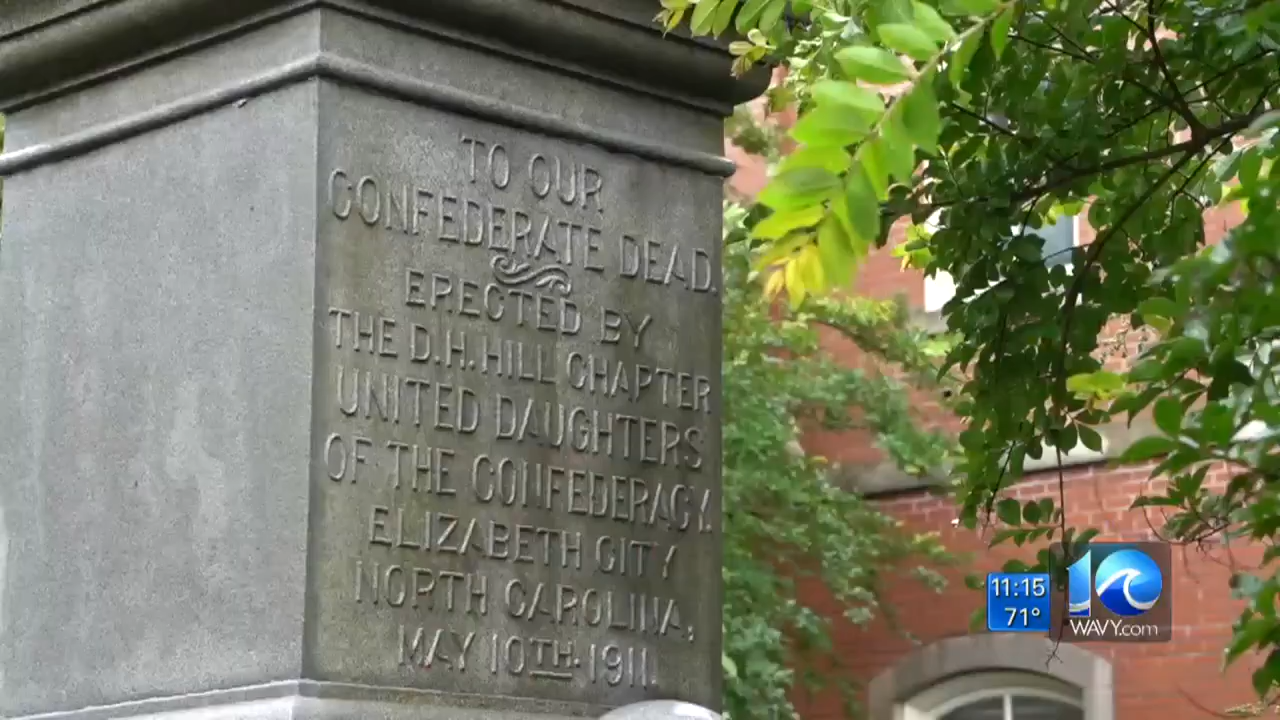 TO OUR
CONFEDERATE DEAD.
ERECTED BY
THE D.H. HILL CHAPTER
UNITED DAUGHTERS
OF THE CONFEDERACY.
ELIZABETH CITY
NORTH CAROLINA,
MAY 10TH. 1911.
11:15
71°
10
WAVY.com